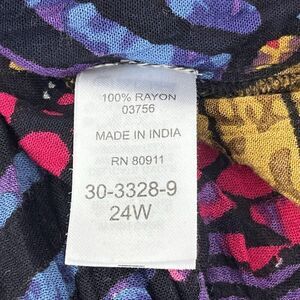 100% RAYON
03756
MADE IN INDIA
RN 80911
30-3328-9
24W